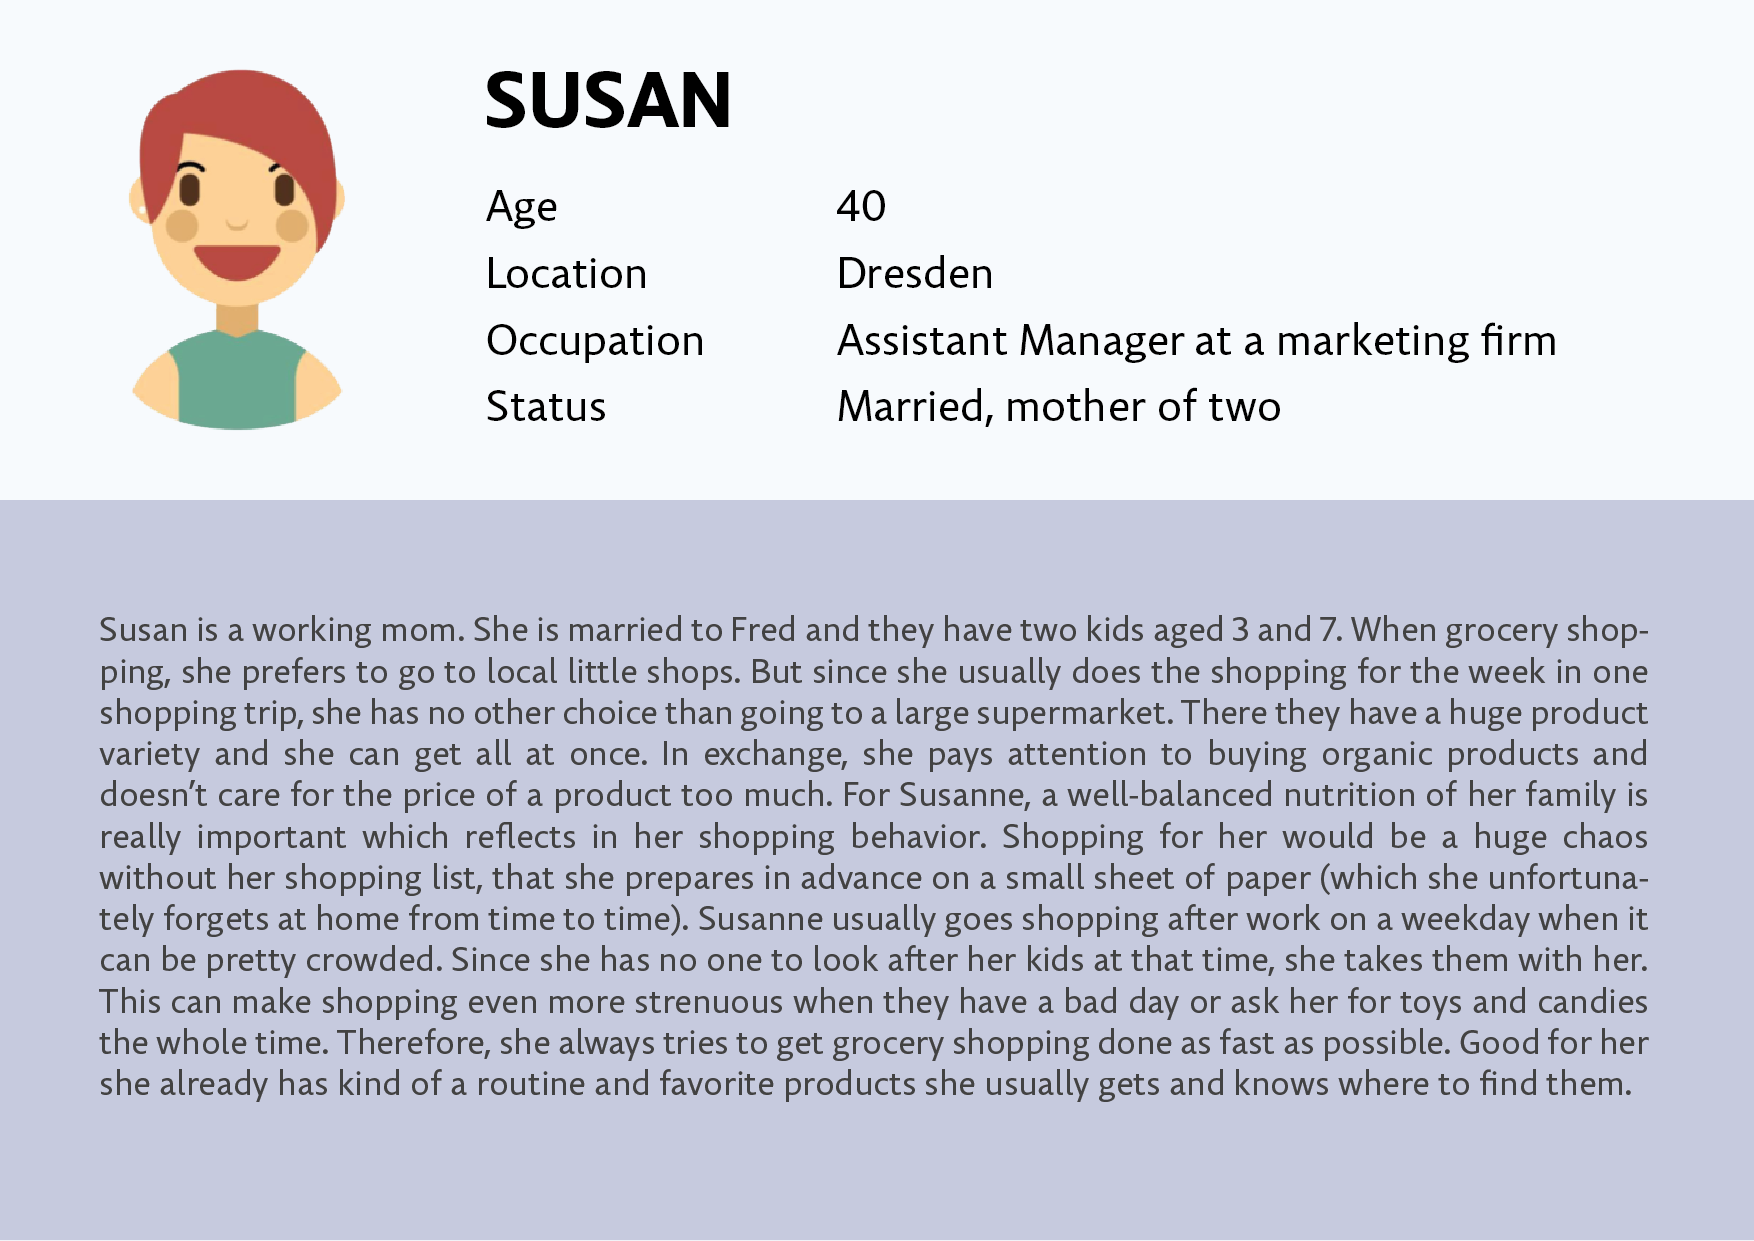 SUSAN
Age 40
Location Dresden
Occupation Assistant Manager at a marketing firm
Status Married, mother of two
Susan is a working mom. She is married to Fred and they have two kids aged 3 and 7. When grocery shop-
ping, she prefers to go to local little shops. But since she usually does the shopping for the week in one
shopping trip, she has no other choice than going to a large supermarket. There they have a huge product
variety and she can get all at once. In exchange, she pays attention to buying organic products and
doesn't care for the price of a product too much. For Susanne, a well-balanced nutrition of her family is
really important which reflects in her shopping behavior. Shopping for her would be a huge chaos
without her shopping list, that she prepares in advance on a small sheet of paper (which she unfortuna-
tely forgets at home from time to time). Susanne usually goes shopping after work on a weekday when it
can be pretty crowded. Since she has no one to look after her kids at that time, she takes them with her.
This can make shopping even more strenuous when they have a bad day or ask her for toys and candies
the whole time. Therefore, she always tries to get grocery shopping done as fast as possible. Good for her
she already has kind of a routine and favorite products she usually gets and knows where to find them.